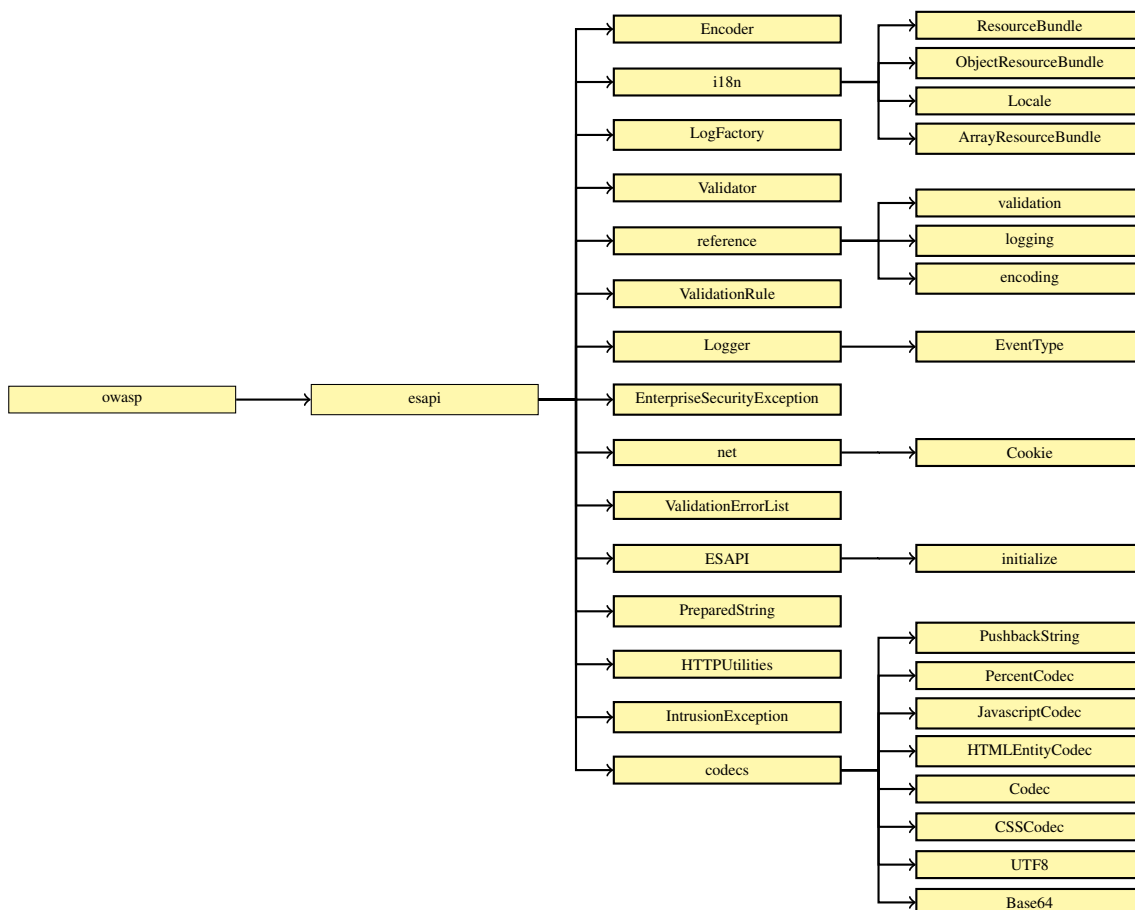 owasp
esapi
Encoder
i18n
LogFactory
Validator
reference
ValidationRule
Logger
EnterpriseSecurityException
net
ValidationErrorList
ESAPI
PreparedString
HTTPUtilities
IntrusionException
codecs
ResourceBundle
ObjectResourceBundle
Locale
ArrayResourceBundle
validation
logging
encoding
EventType
Cookie
initialize
PushbackString
PercentCodec
JavascriptCodec
HTMLEntityCodec
Codec
CSSCodec
UTF8
Base64